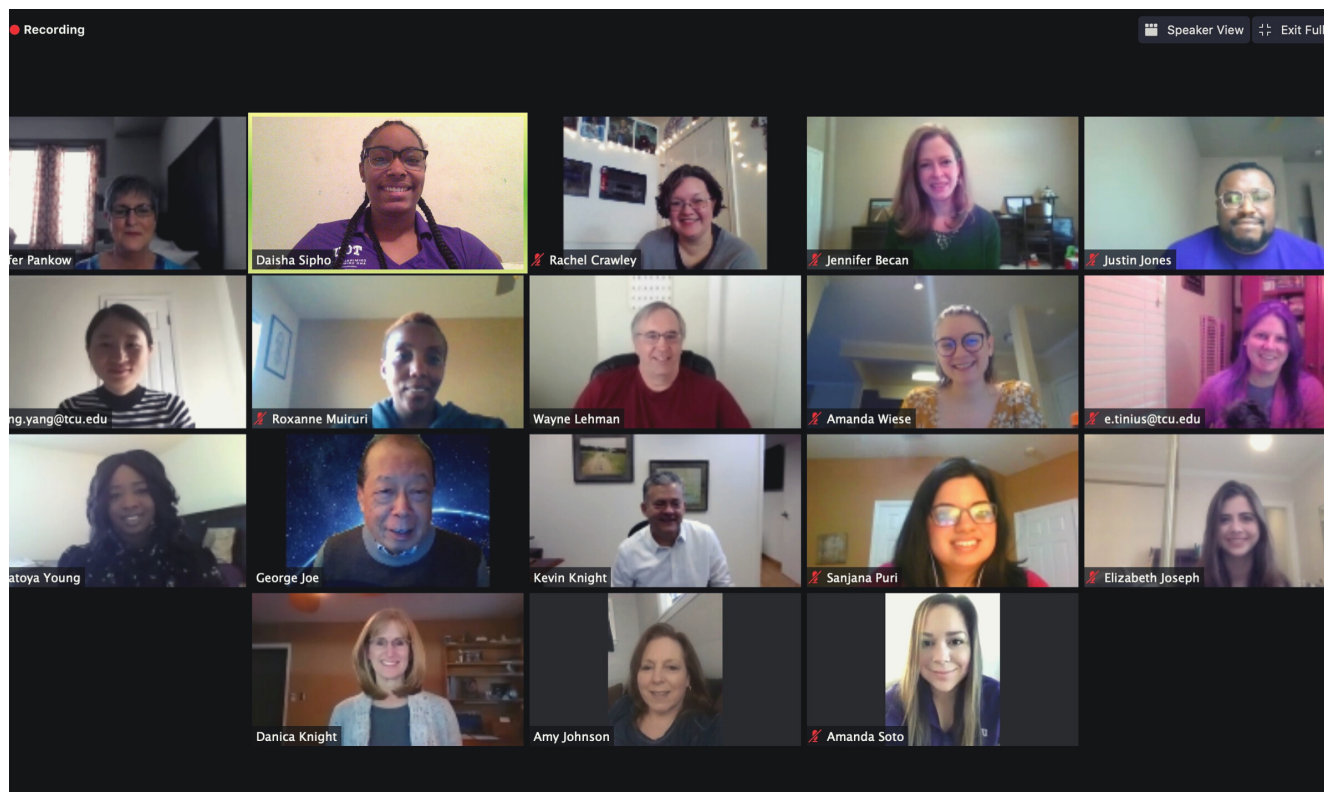 Recording
Speaker View
Exit Full
fer Pankow
Daisha Sipho
Rachel Crawley
Jennifer Becan
Justin Jones
ng.yang@tcu.edu
Roxanne Muiruri
Wayne Lehman
Amanda Wiese
e.tinius@tcu.edu
atoya Young
George Joe
Kevin Knight
Sanjana Puri
Elizabeth Joseph
Danica Knight
Amy Johnson
Amanda Soto